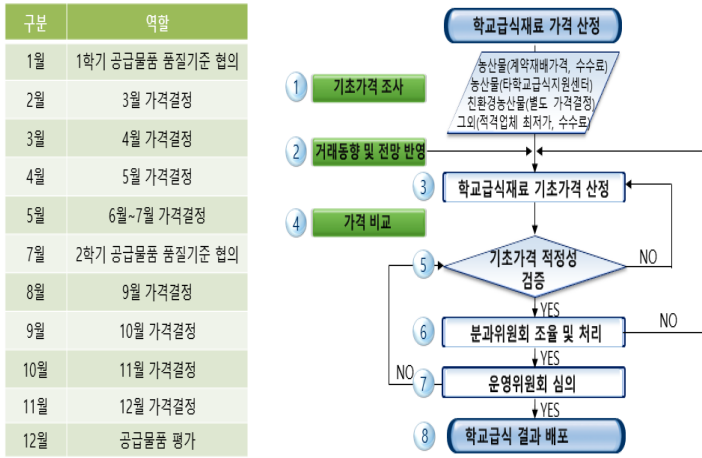 구분 역할
1월 1학기 공급물품 품질기준 협의
2월 3월 가격결정
3월 4월 가격결정
4월 5월 가격결정
5월 6월~7월 가격결정
7월 2학기 공급물품 품질기준 협의
8월 9월 가격결정
9월 10월 가격결정
10월 11월 가격결정
11월 12월 가격결정
12월 공급물품 평가
학교급식재료 가격 산정
1 기초가격 조사
농산물(계약재배가격, 수수료)
농산물(타학교급식지원센터)
친환경농산물(별도 가격결정)
그외(적격업체 최저가, 수수료)
2 거래동향 및 전망 반영
3 학교급식재료 기초가격 산정
4 가격 비교
5 기초가격 적정성
검증
NO
YES
6 분과위원회 조율 및 처리
NO
YES
NO
7 운영위원회 심의
YES
8 학교급식 결과 배포